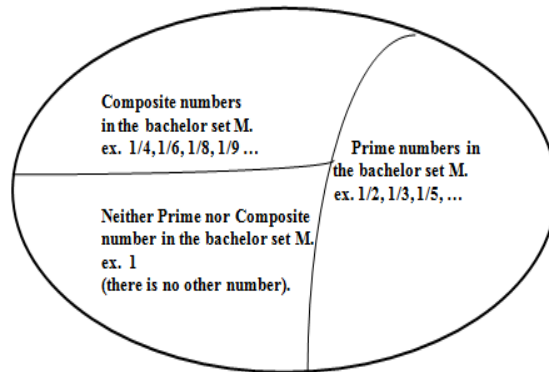 Composite numbers
in the bachelor set M.
ex. 1/4, 1/6, 1/8, 1/9 ...
Prime numbers in
the bachelor set M.
ex. 1/2, 1/3, 1/5, ...
Neither Prime nor Composite
number in the bachelor set M.
ex. 1
(there is no other number).